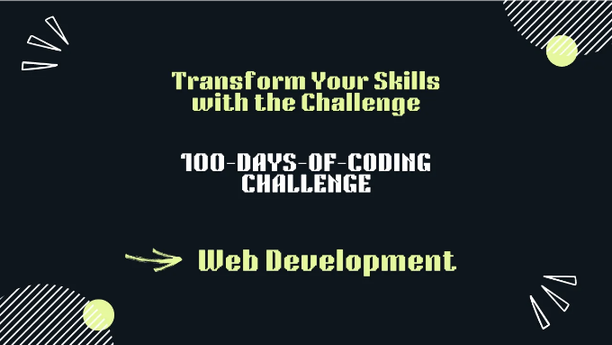 Transform Your Skills
with the Challenge
100-DAYS-OF-CODING
CHALLENGE
Web Development